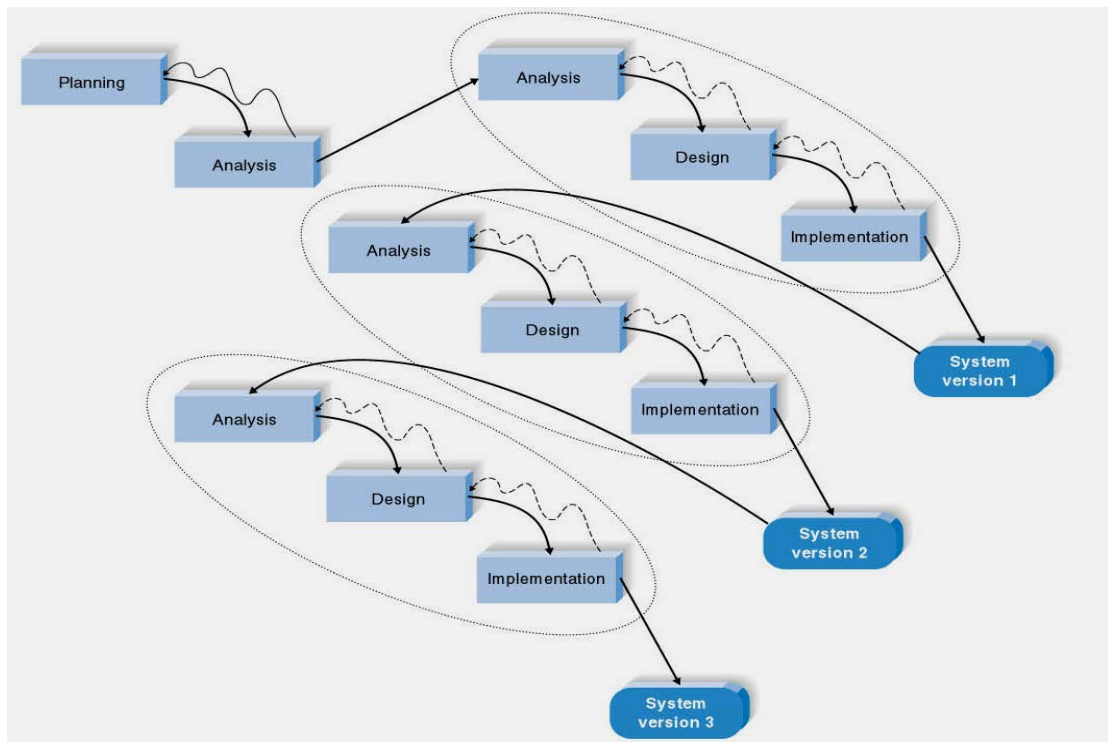 Planning
Analysis
Analysis
Design
Implementation
System
version 1
Analysis
Design
Implementation
System
version 2
Analysis
Design
Implementation
System
version 3